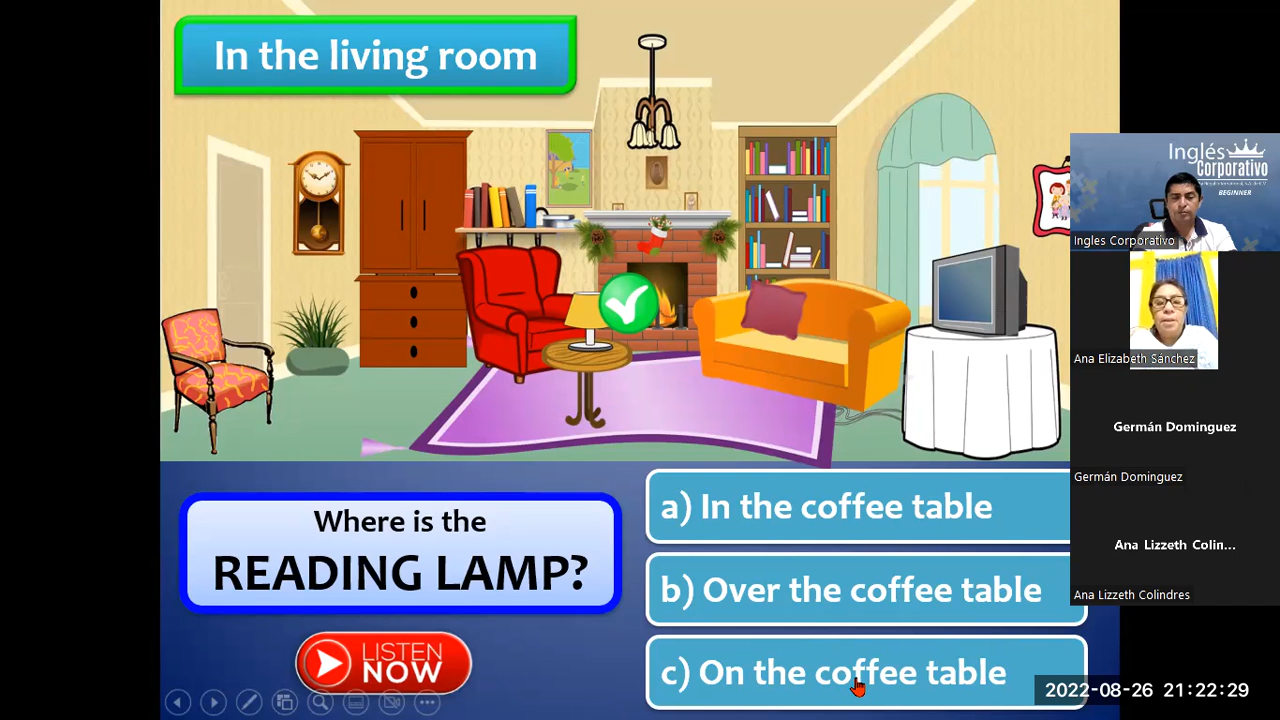 In the living room
Where is the
READING LAMP?
LISTEN
NOW
a) In the coffee table
b) Over the coffee table
c) On the coffee table
Inglés
Corporativo
BEGINNER
Ingles Corporativo
Ana Elizabeth Sánchez
Germán Dominguez
Germán Dominguez
Ana Lizzeth Colin...
Ana Lizzeth Colindres
2022-08-26 21:22:29